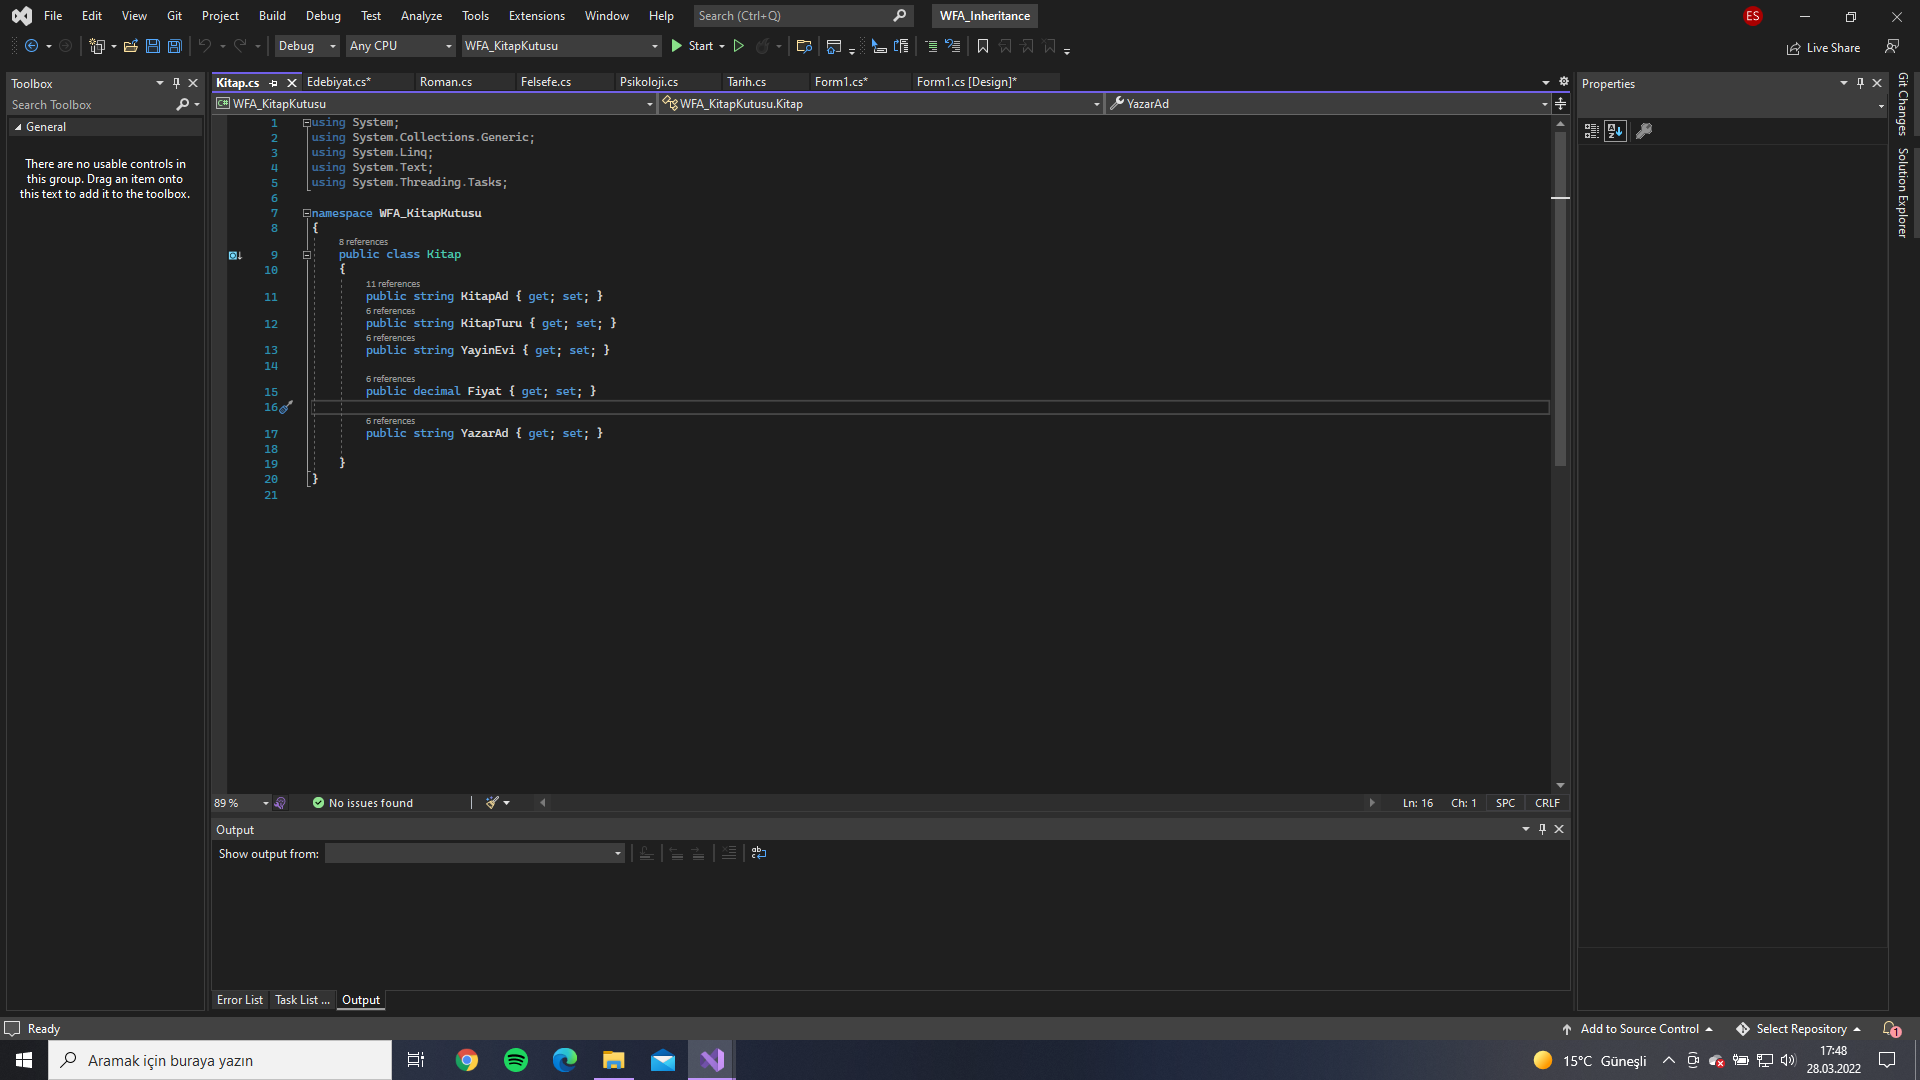 File Edit View Git Project Build Debug Test Analyze Tools Extensions Window Help Search (Ctrl+Q) WFA_Inheritance ES
Debug Any CPU WFA_KitapKutusu Start Live Share
Toolbox
Search Toolbox
General
There are no usable controls in
this group. Drag an item onto
this text to add it to the toolbox.
Kitap.cs Edebiyat.cs* Roman.cs Felsefe.cs Psikoloji.cs Tarih.cs Form1.cs* Form1.cs [Design]*
C# WFA_KitapKutusu WFA_KitapKutusu.Kitap YazarAd
1 using System;
2 using System.Collections.Generic;
3 using System.Linq;
4 using System.Text;
5 using System.Threading.Tasks;
6
7 namespace WFA_KitapKutusu
8 {
8 references
9 public class Kitap
10 {
11 references
11 public string KitapAd { get; set; }
6 references
12 public string KitapTuru { get; set; }
6 references
13 public string YayinEvi { get; set; }
14
6 references
15 public decimal Fiyat { get; set; }
16
6 references
17 public string YazarAd { get; set; }
18
19 }
20 }
21
89 % No issues found Ln: 16 Ch: 1 SPC CRLF
Output
Show output from:
Error List Task List ... Output
Properties
Git Changes
Solution Explorer
Ready Add to Source Control Select Repository 1
Aramak için buraya yazın 15°C Güneşli 17:48
28.03.2022